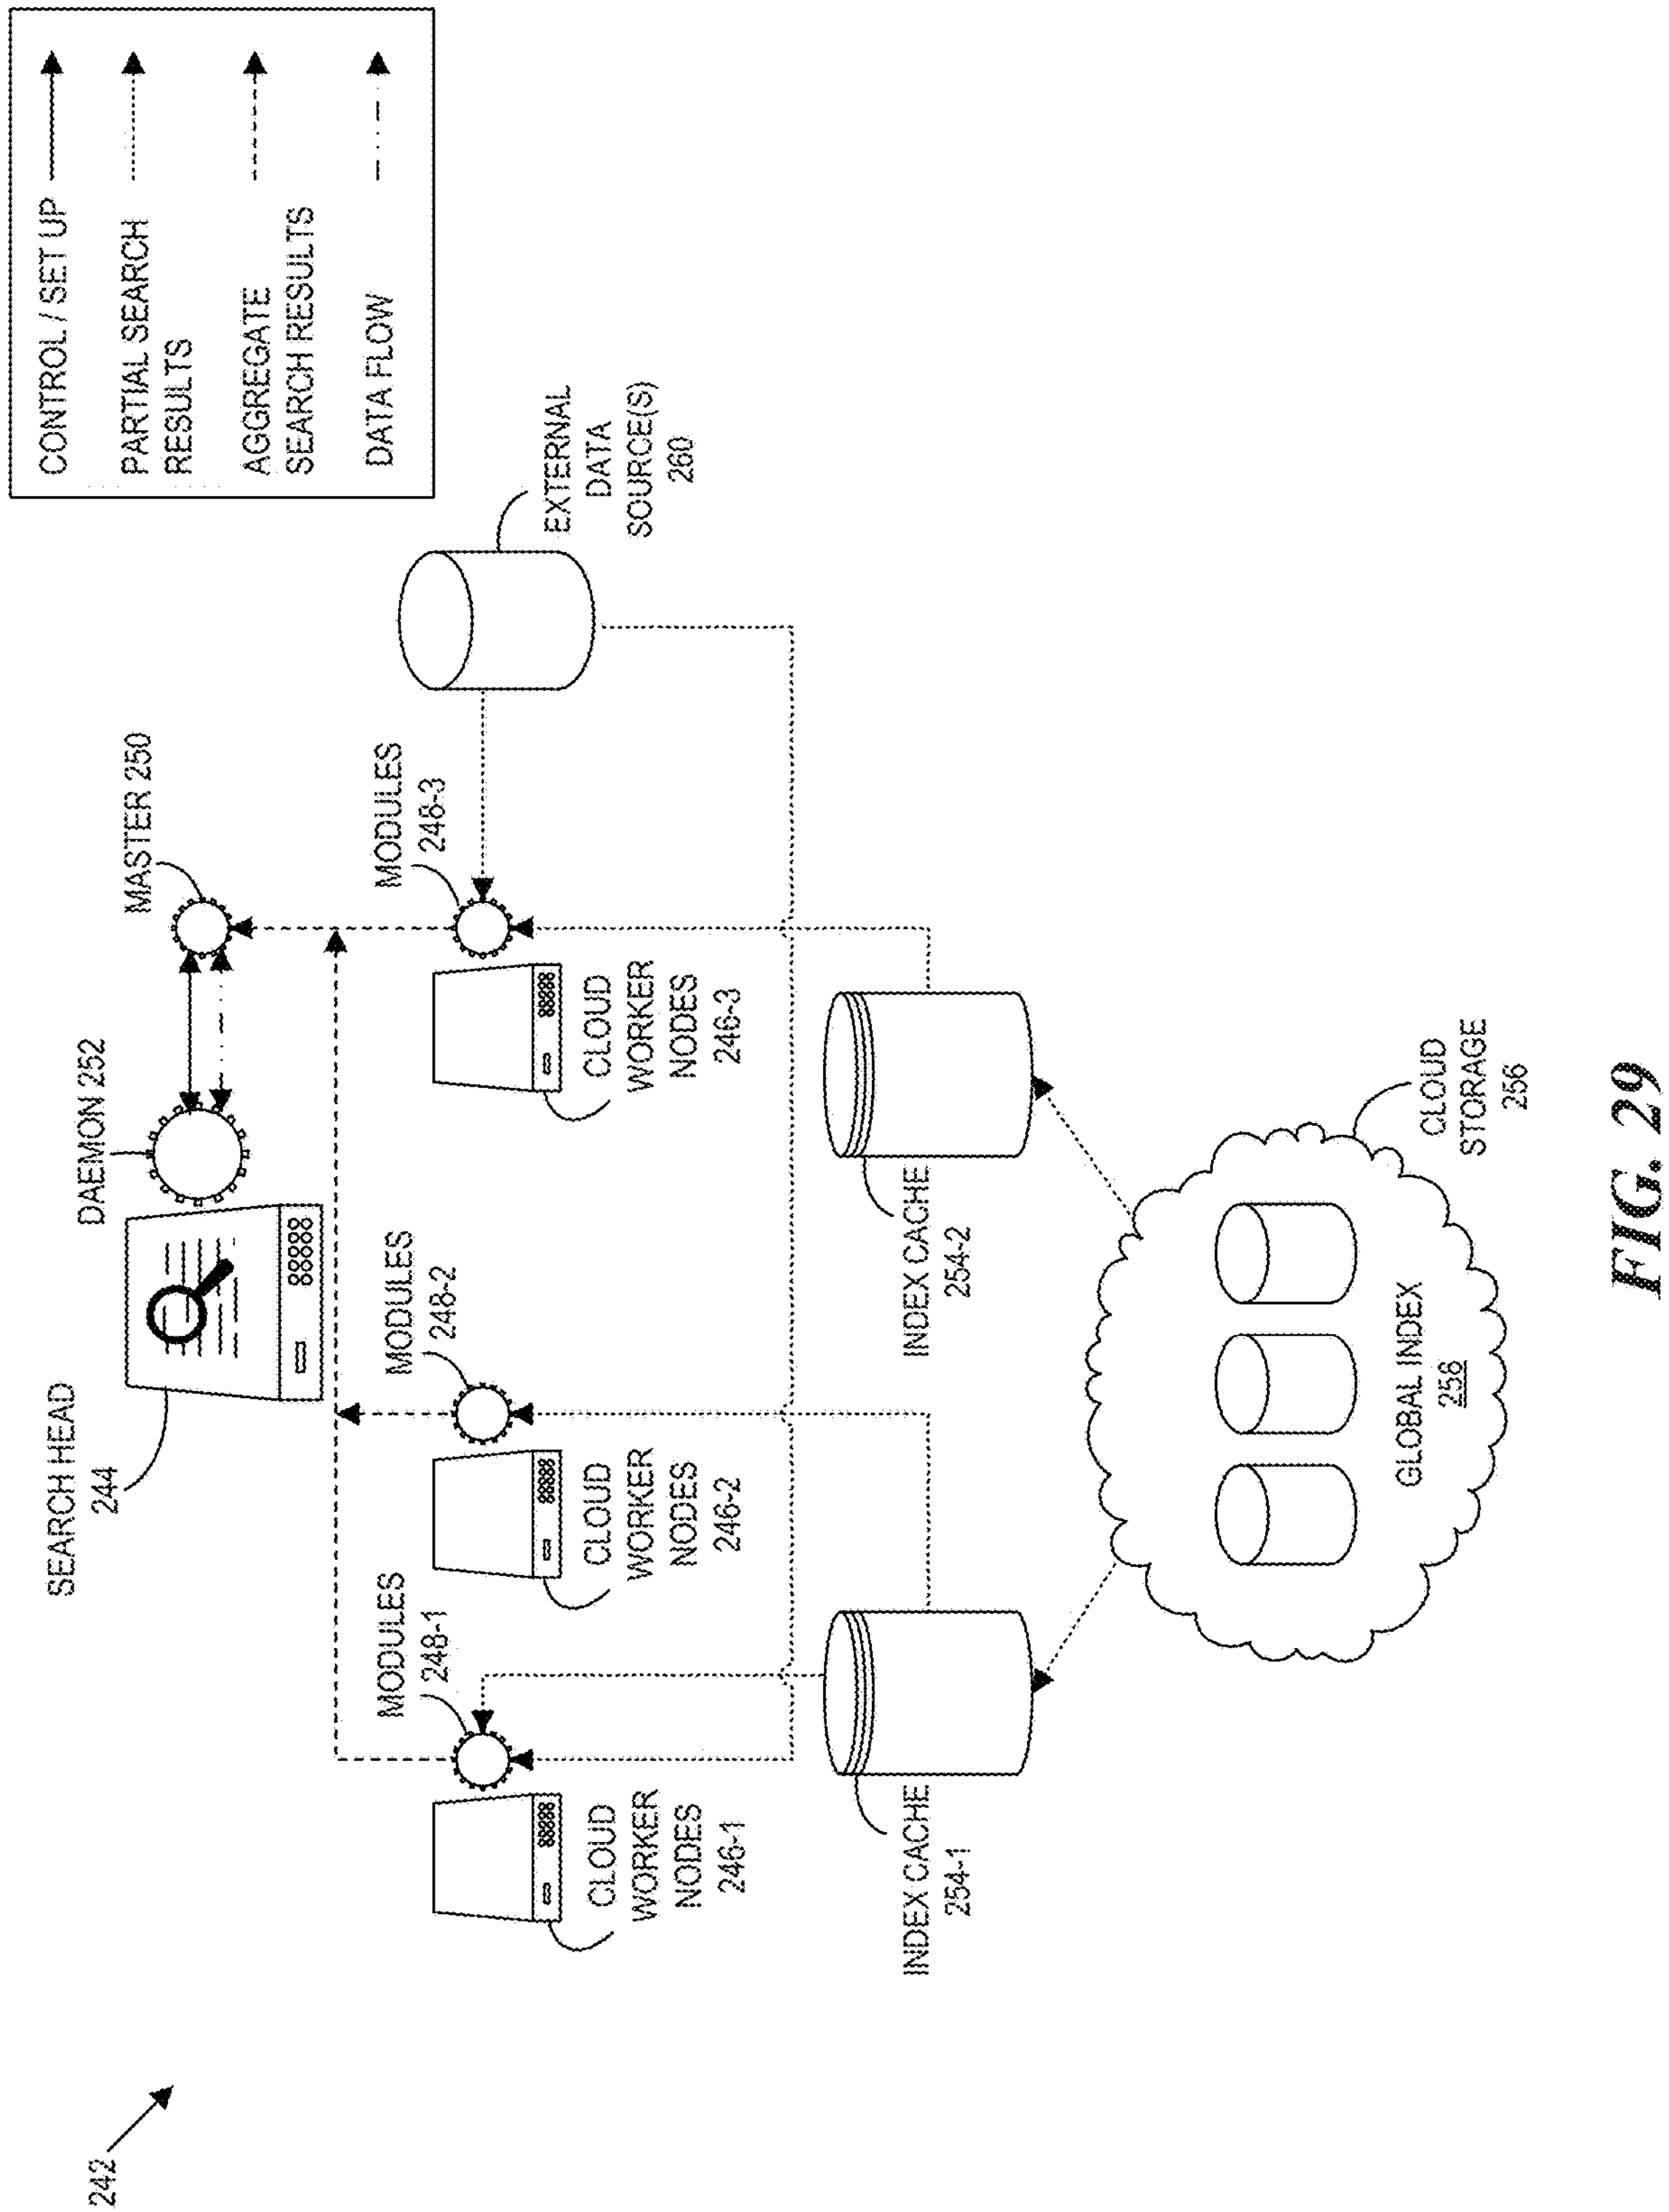 242
SEARCH HEAD
244
DAEMON 252
MASTER 250
CONTROL / SET UP
PARTIAL SEARCH
RESULTS
AGGREGATE
SEARCH RESULTS
DATA FLOW
MODULES
248-1
MODULES
248-2
MODULES
248-3
EXTERNAL
DATA
SOURCE(S)
260
CLOUD
WORKER
NODES
246-1
CLOUD
WORKER
NODES
246-2
CLOUD
WORKER
NODES
246-3
INDEX CACHE
254-1
INDEX CACHE
254-2
GLOBAL INDEX
258
CLOUD
STORAGE
256
FIG. 29